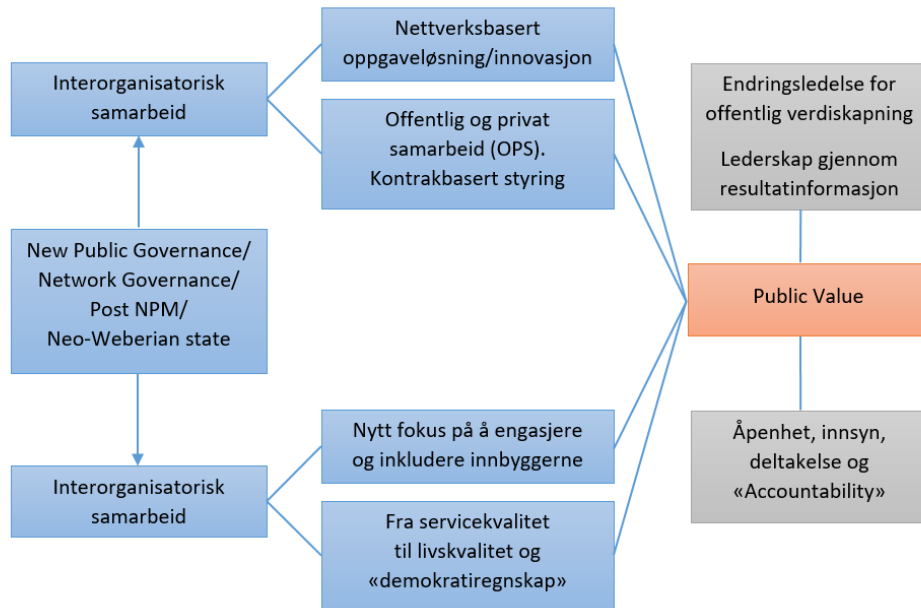 Nettverksbasert
oppgaveløsning/innovasjon
Interorganisatorisk
samarbeid
Offentlig og privat
samarbeid (OPS).
Kontrakbasert styring
Endringsledelse for
offentlig verdiskapning
Lederskap gjennom
resultatinformasjon
New Public Governance/
Network Governance/
Post NPM/
Neo-Weberian state
Public Value
Nytt fokus på å engasjere
og inkludere innbyggerne
Interorganisatorisk
samarbeid
Fra servicekvalitet
til livskvalitet og
«demokratiregnskap»
Åpenhet, innsyn,
deltakelse og
«Accountability»